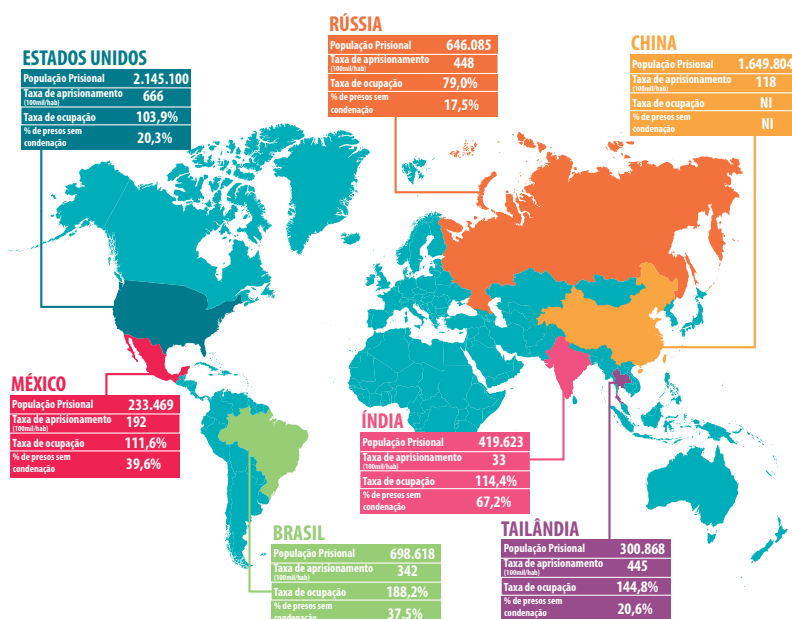 RÚSSIA
População Prisional 646.085
Taxa de aprisionamento 448
(100mil/hab)
Taxa de ocupação 79,0%
% de presos sem
condenação 17,5%
CHINA
População Prisional 1.649.804
Taxa de aprisionamento 118
(100mil/hab)
Taxa de ocupação NI
% de presos sem
condenação NI
ESTADOS UNIDOS
População Prisional 2.145.100
Taxa de aprisionamento 666
(100mil/hab)
Taxa de ocupação 103,9%
% de presos sem
condenação 20,3%
MÉXICO
População Prisional 233.469
Taxa de aprisionamento 192
(100mil/hab)
Taxa de ocupação 111,6%
% de presos sem
condenação 39,6%
ÍNDIA
População Prisional 419.623
Taxa de aprisionamento 33
(100mil/hab)
Taxa de ocupação 114,4%
% de presos sem
condenação 67,2%
BRASIL
População Prisional 698.618
Taxa de aprisionamento 342
(100mil/hab)
Taxa de ocupação 188,2%
% de presos sem
condenação 37,5%
TAILÂNDIA
População Prisional 300.868
Taxa de aprisionamento 445
(100mil/hab)
Taxa de ocupação 144,8%
% de presos sem
condenação 20,6%